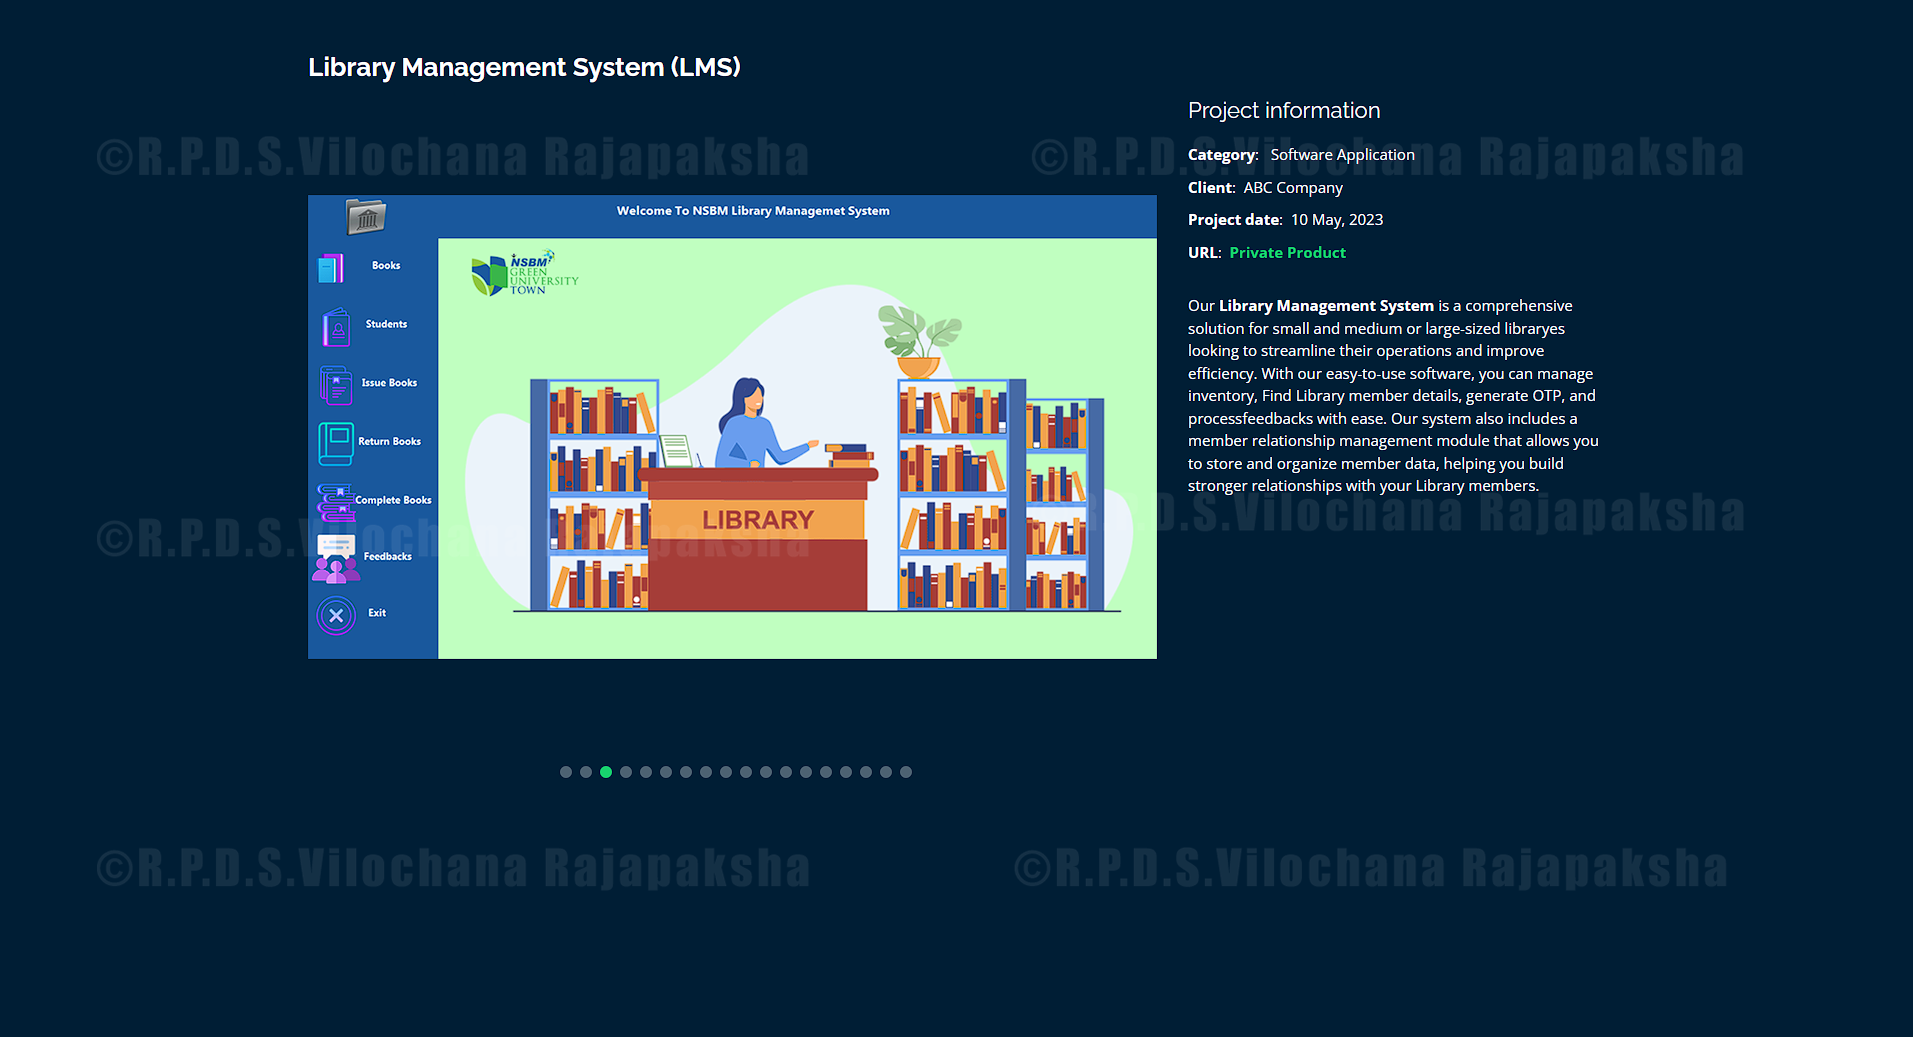 Library Management System (LMS)
©R.P.D.S.Vilochana Rajapaksha
©R.P.D.S.Vilochana Rajapaksha
Welcome To NSBM Library Managemet System
Books
Students
Issue Books
Return Books
Complete Books
Feedbacks
Exit
NSBM
GREEN
UNIVERSITY
TOWN
LIBRARY
Project information
Category: Software Application
Client: ABC Company
Project date: 10 May, 2023
URL: Private Product
Our Library Management System is a comprehensive
solution for small and medium or large-sized libraryes
looking to streamline their operations and improve
efficiency. With our easy-to-use software, you can manage
inventory, Find Library member details, generate OTP, and
processfeedbacks with ease. Our system also includes a
member relationship management module that allows you
to store and organize member data, helping you build
stronger relationships with your Library members.
©R.P.D.S.Vilochana Rajapaksha
D.S.Vilochana Rajapaksha
©R.P.D.S.Vilochana Rajapaksha
©R.P.D.S.Vilochana Rajapaksha